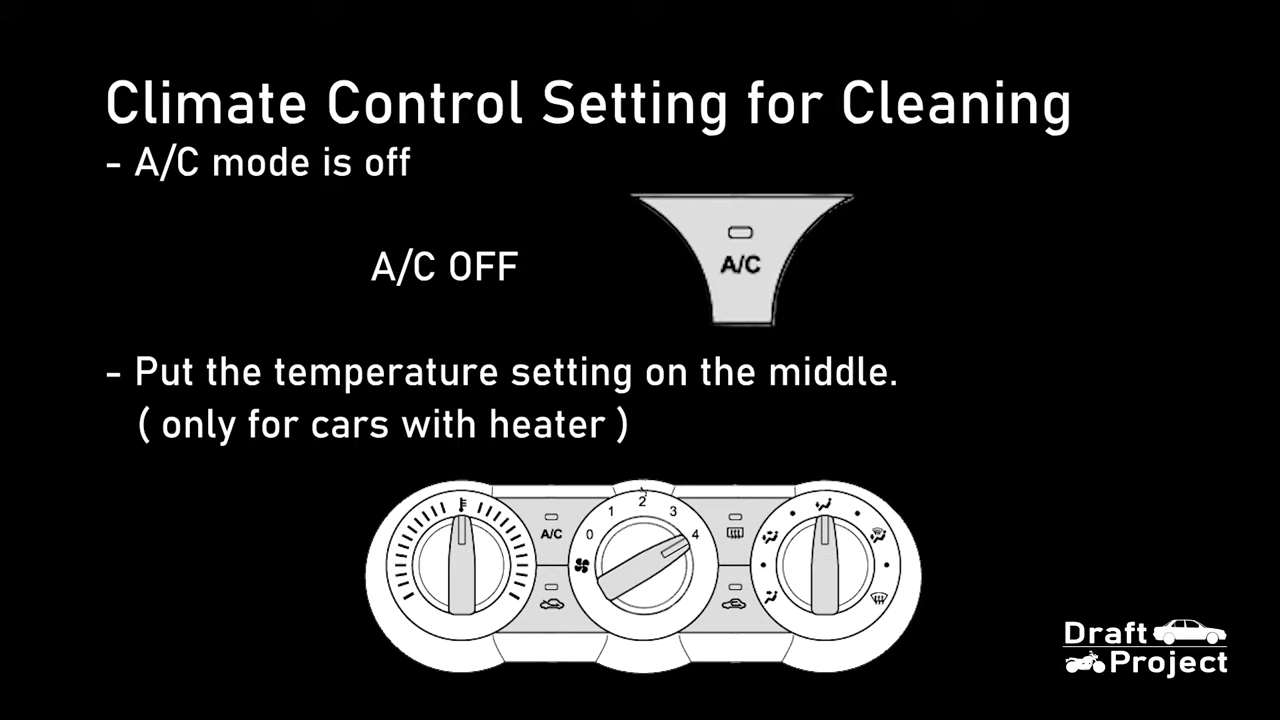 Climate Control Setting for Cleaning
- A/C mode is off
A/C OFF
A/C
- Put the temperature setting on the middle.
( only for cars with heater )
0 1 2 3 4
A/C
Draft
Project